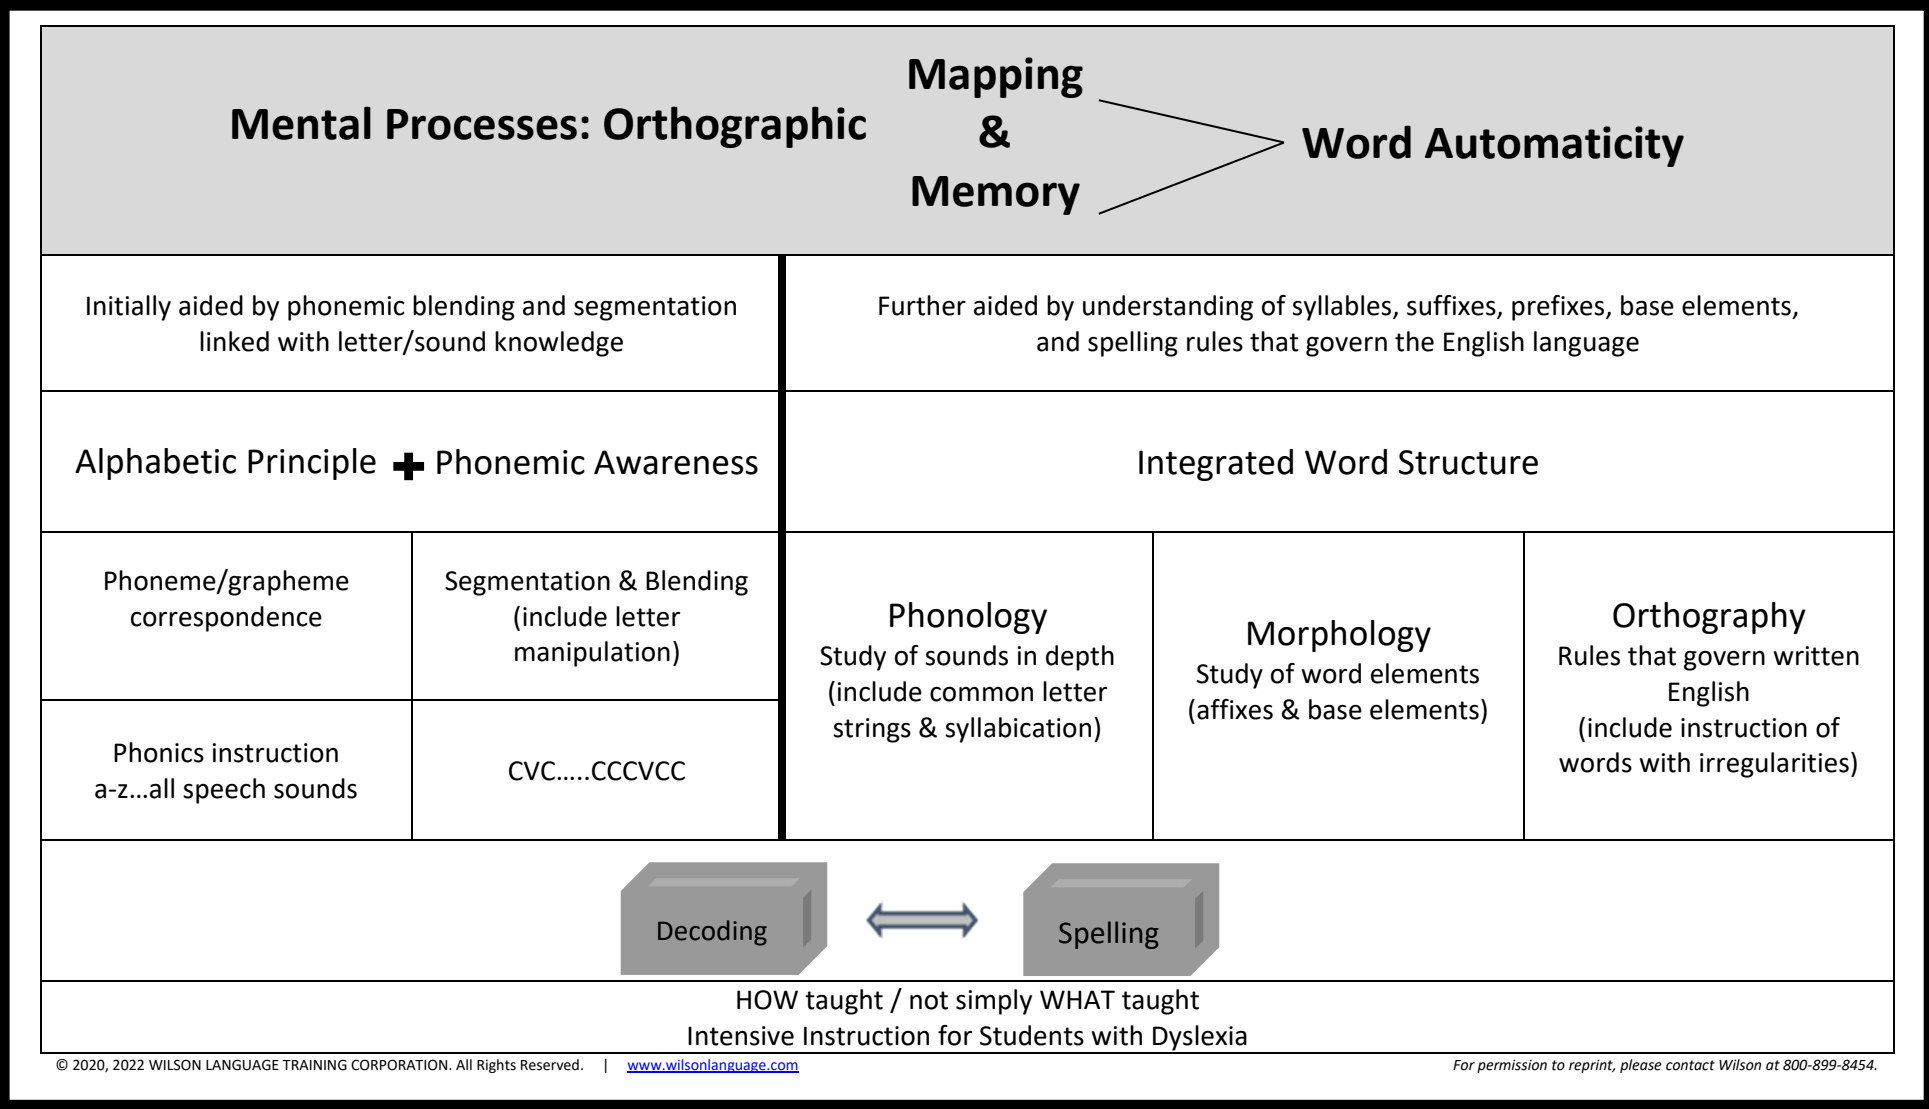 Mapping
Mental Processes: Orthographic & Word Automaticity
Memory
Initially aided by phonemic blending and segmentation
linked with letter/sound knowledge
Further aided by understanding of syllables, suffixes, prefixes, base elements,
and spelling rules that govern the English language
Alphabetic Principle + Phonemic Awareness
Integrated Word Structure
Phoneme/grapheme
correspondence
Segmentation & Blending
(include letter
manipulation)
Phonics instruction
a-z...all speech sounds
CVC.....CCCVCC
Phonology
Study of sounds in depth
(include common letter
strings & syllabication)
Morphology
Study of word elements
(affixes & base elements)
Orthography
Rules that govern written
English
(include instruction of
words with irregularities)
Decoding
Spelling
HOW taught / not simply WHAT taught
Intensive Instruction for Students with Dyslexia
© 2020, 2022 WILSON LANGUAGE TRAINING CORPORATION. All Rights Reserved. | www.wilsonlanguage.com
For permission to reprint, please contact Wilson at 800-899-8454.